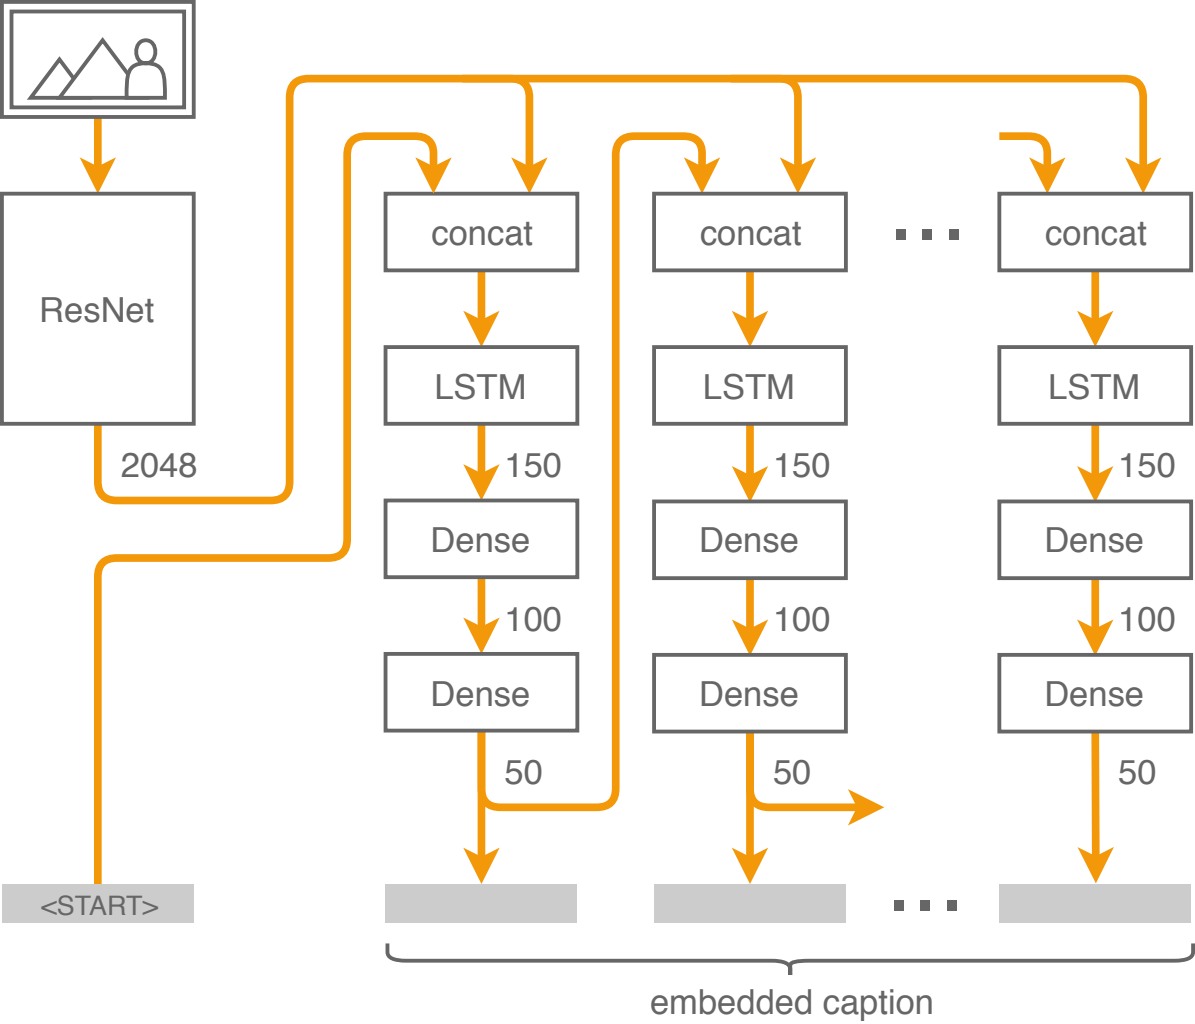 concat
concat
concat
ResNet
LSTM
LSTM
LSTM
2048
150
150
150
Dense
Dense
Dense
100
100
100
Dense
Dense
Dense
50
50
50
<START>
embedded caption